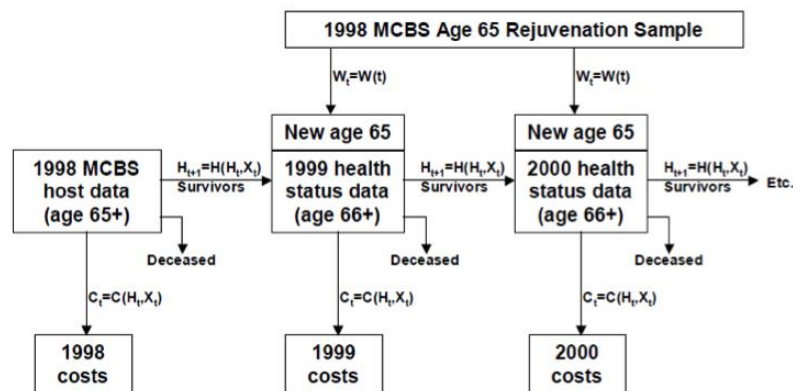 1998 MCBS Age 65 Rejuvenation Sample
Wt=W(t)
Wt=W(t)
New age 65
New age 65
1998 MCBS
host data
(age 65+)
Ht+1=H(Ht,Xt)
Survivors
1999 health
status data
(age 66+)
Ht+1=H(Ht,Xt)
Survivors
2000 health
status data
(age 66+)
Ht+1=H(Ht,Xt)
Survivors
Etc.
Deceased
Deceased
Deceased
Ct=C(Ht,Xt)
Ct=C(Ht,Xt)
Ct=C(Ht,Xt)
1998
costs
1999
costs
2000
costs